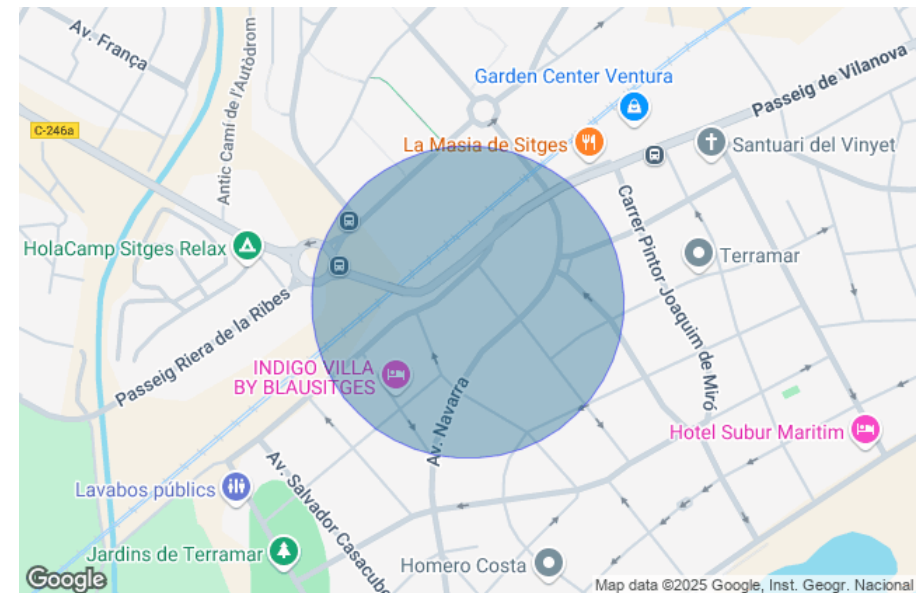 Av. França
Garden Center Ventura
Passeig de Vilanova
C-246a
Antic Camí de l'Autòdrom
La Masia de Sitges
Santuari del Vinyet
HolaCamp Sitges Relax
Carrer Pintor Joaquim de Miró
Terramar
Passeig Riera de la Ribes
INDIGO VILLA
BY BLAUSITGES
Av. Navarra
Hotel Subur Maritim
Lavabos públics
Av. Salvador Casacube
Jardins de Terramar
Homero Costa
Google
Map data ©2025 Google, Inst. Geogr. Nacional